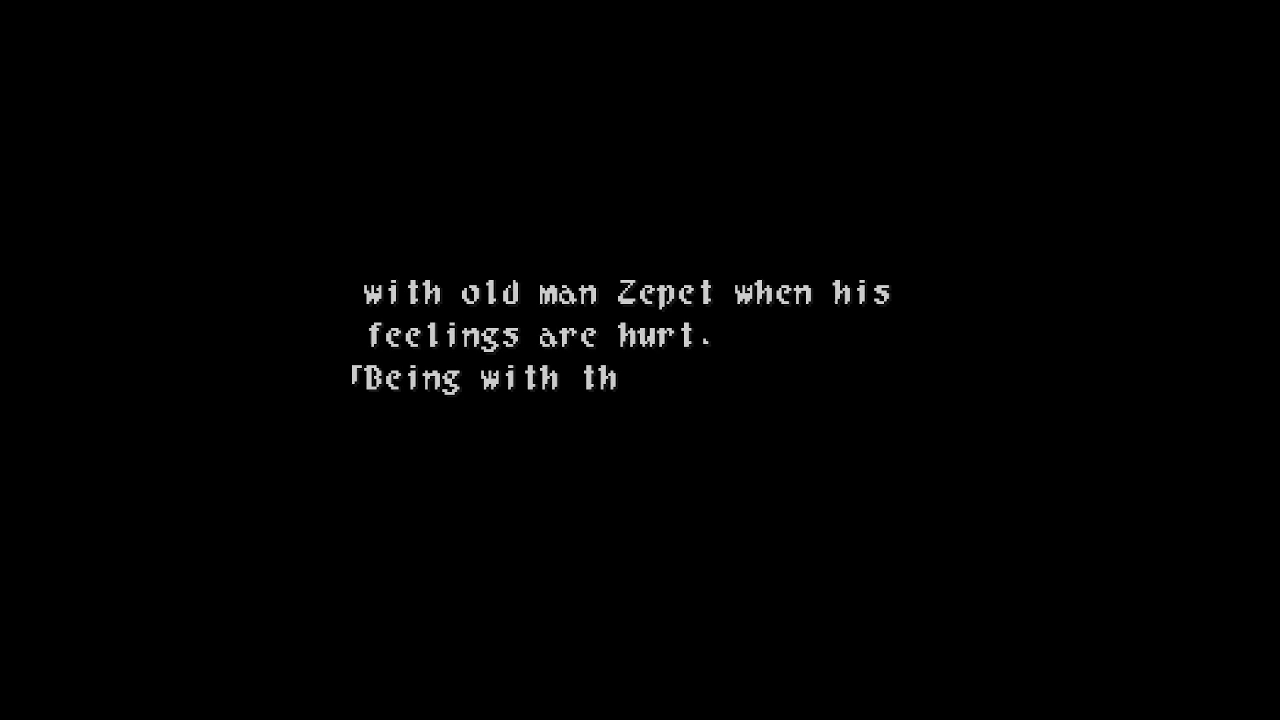 with old man Zepet when his
feelings are hurt.
「Being with th